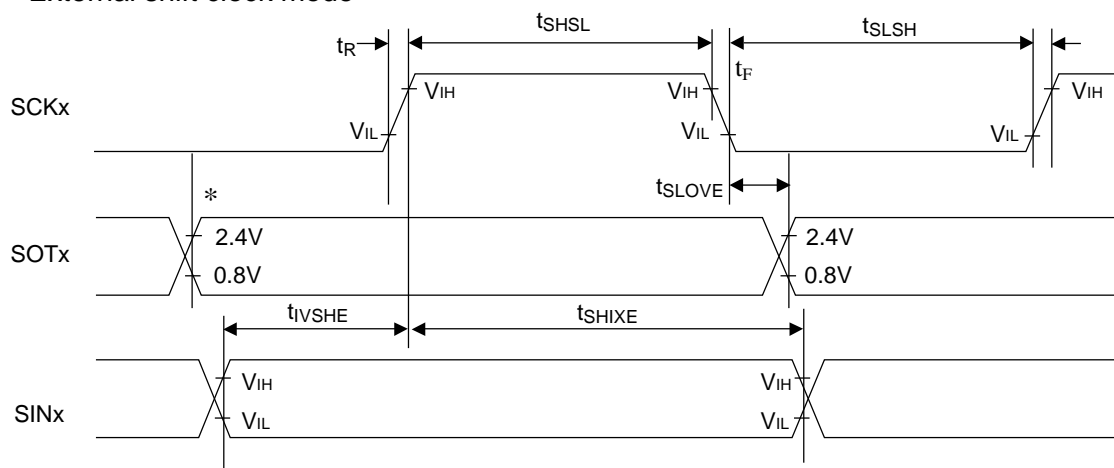 External shift clock mode
tR
tSHSL
tF
tSLSH
SCKx
VIH
VIH
VIH
VIL
VIL
VIL
tSLOVE
*
SOTx
2.4V
2.4V
0.8V
0.8V
tIVSHE
tSHIXE
SINx
VIH
VIH
VIL
VIL